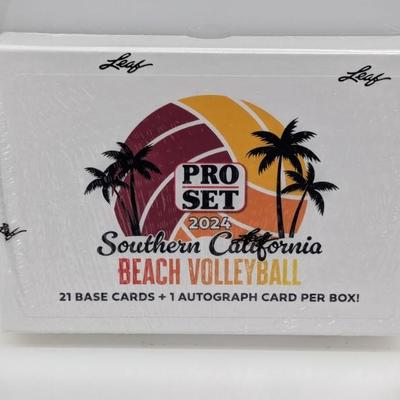 Leaf
Leaf
PRO
SET
2024
Southern California
BEACH VOLLEYBALL
21 BASE CARDS + 1 AUTOGRAPH CARD PER BOX!